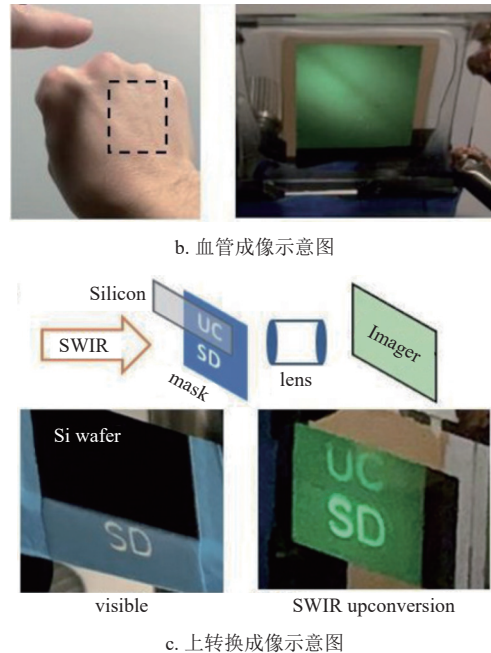 b. 血管成像示意图
Silicon
SWIR
UC
SD
mask
lens
Imager
Si wafer
SD
UC
SD
visible
SWIR upconversion
c. 上转换成像示意图